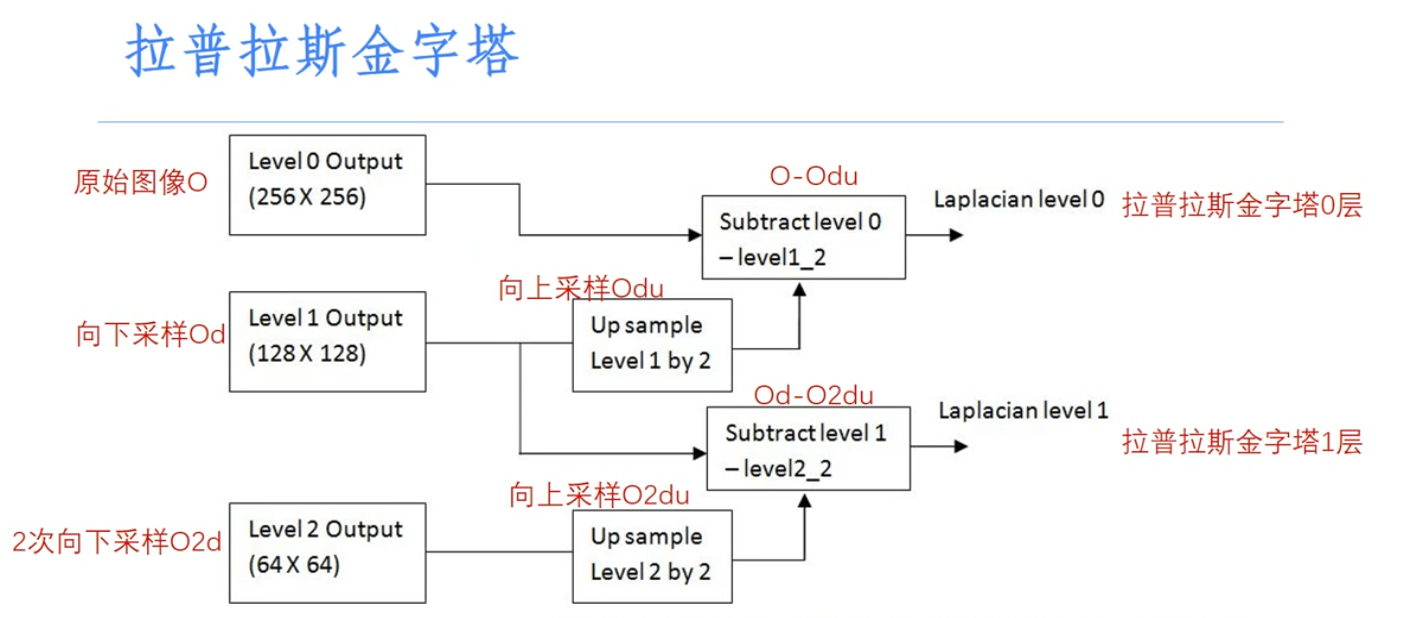 拉普拉斯金字塔
原始图像O
Level 0 Output
(256 X 256)
O-Odu
Subtract level 0
– level1_2
Laplacian level 0
拉普拉斯金字塔0层
向下采样Od
Level 1 Output
(128 X 128)
向上采样Odu
Up sample
Level 1 by 2
Od-O2du
Subtract level 1
– level2_2
Laplacian level 1
拉普拉斯金字塔1层
2次向下采样O2d
Level 2 Output
(64 X 64)
向上采样O2du
Up sample
Level 2 by 2